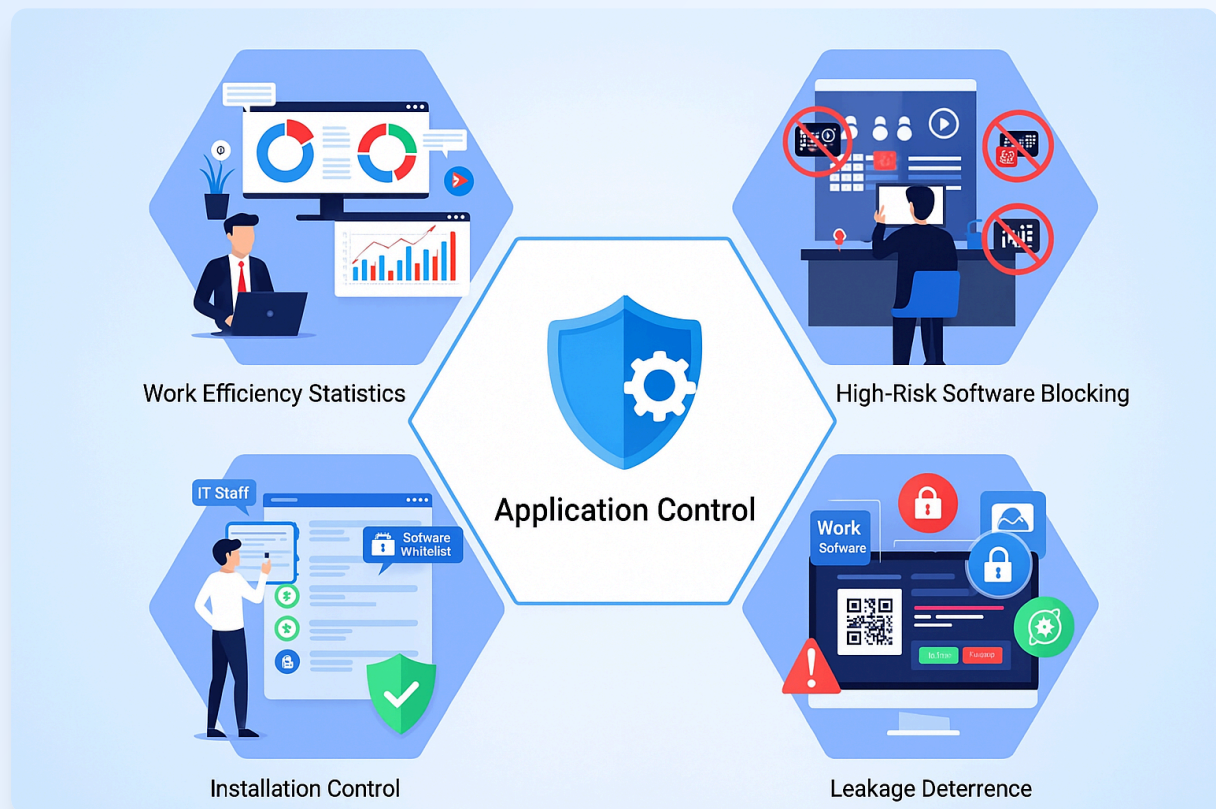 Work Efficiency Statistics
High-Risk Software Blocking
Application Control
IT Staff
Sofware
Whitelist
Installation Control
Work
Sofware
Leakage Deterrence